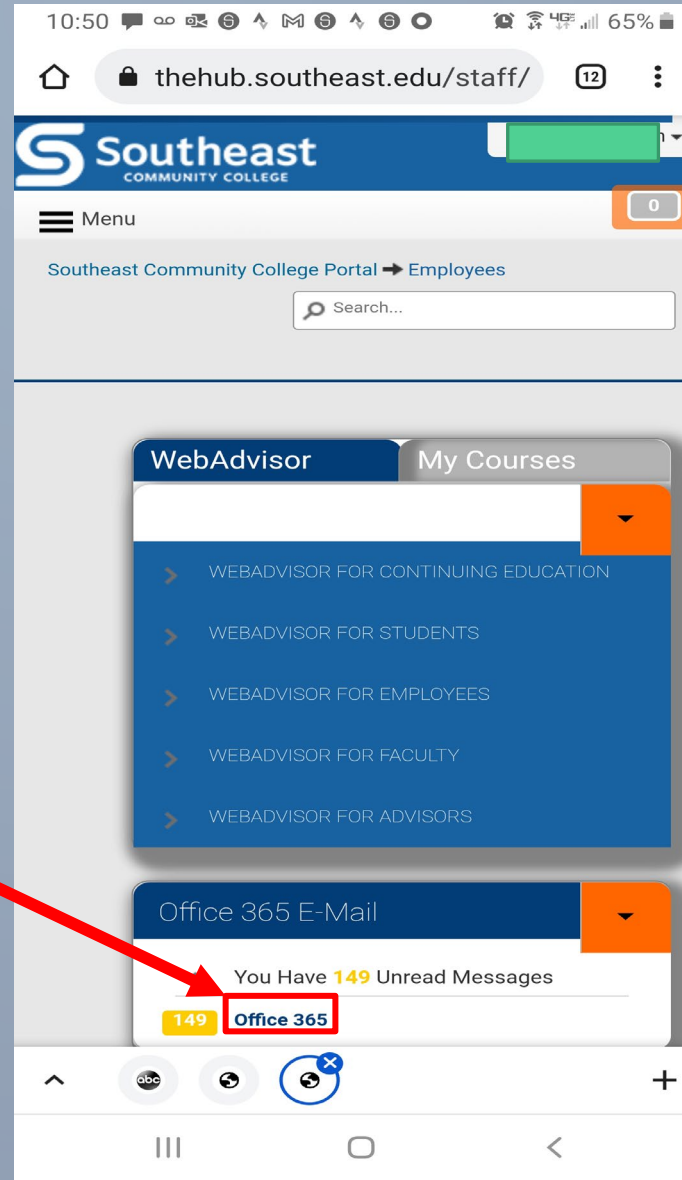 10:50 65%
thehub.southeast.edu/staff/ 12
Southeast
COMMUNITY COLLEGE
Menu 0
Southeast Community College Portal Employees
Search...
WebAdvisor My Courses
WEBADVISOR FOR CONTINUING EDUCATION
WEBADVISOR FOR STUDENTS
WEBADVISOR FOR EMPLOYEES
WEBADVISOR FOR FACULTY
WEBADVISOR FOR ADVISORS
Office 365 E-Mail
You Have 149 Unread Messages
149 Office 365
abc